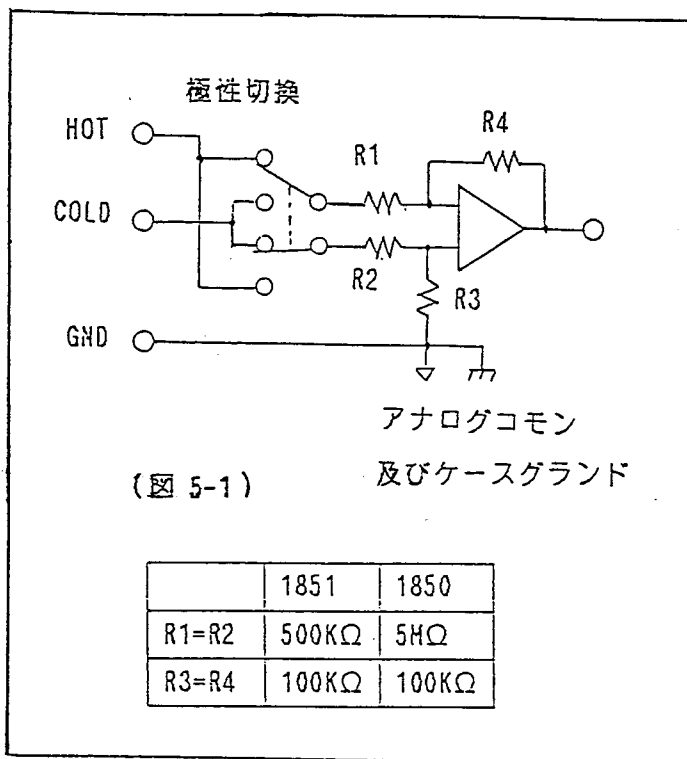 極性切換
HOT
COLD
GND
R1
R2
R3
R4
アナログコモン
及びケースグランド
(図 5-1)
1851 1850
R1=R2 500KΩ 5MΩ
R3=R4 100KΩ 100KΩ